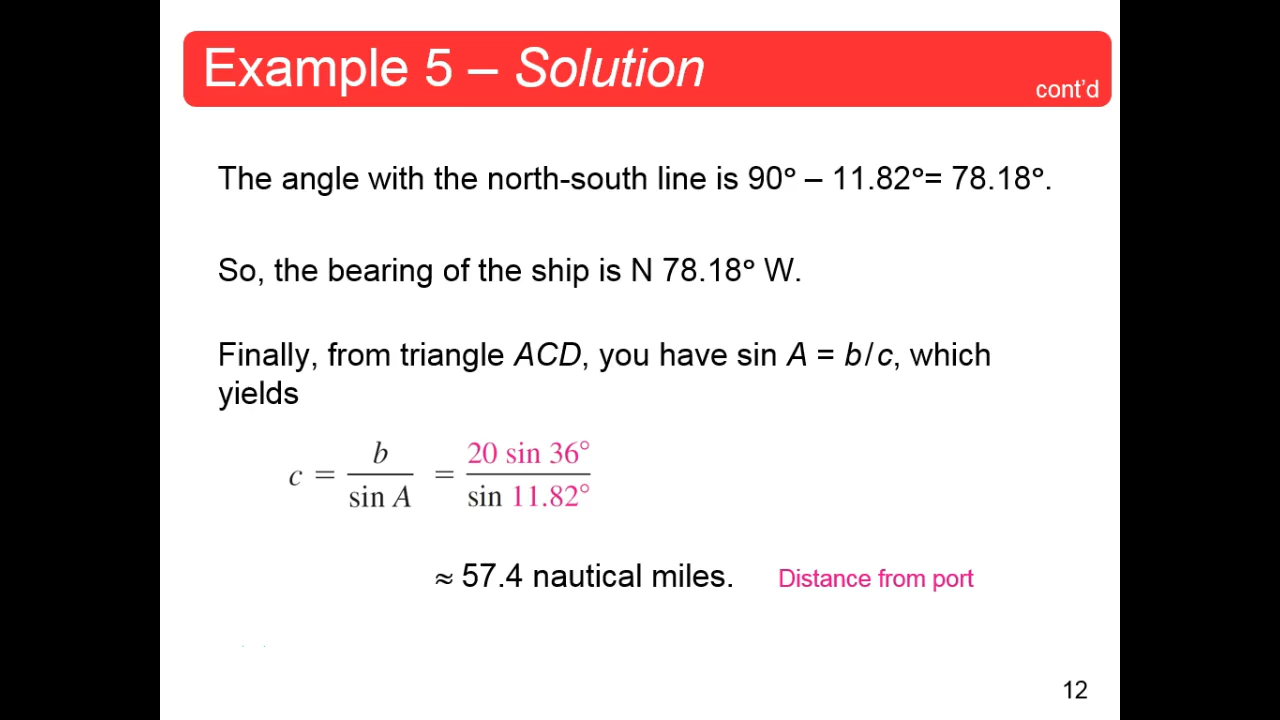 Example 5 – Solution
cont’d
The angle with the north-south line is 90° – 11.82°= 78.18°.
So, the bearing of the ship is N 78.18° W.
Finally, from triangle ACD, you have sin A = b/c, which
yields
c = b / sin A = 20 sin 36° / sin 11.82°
≈ 57.4 nautical miles. Distance from port
12